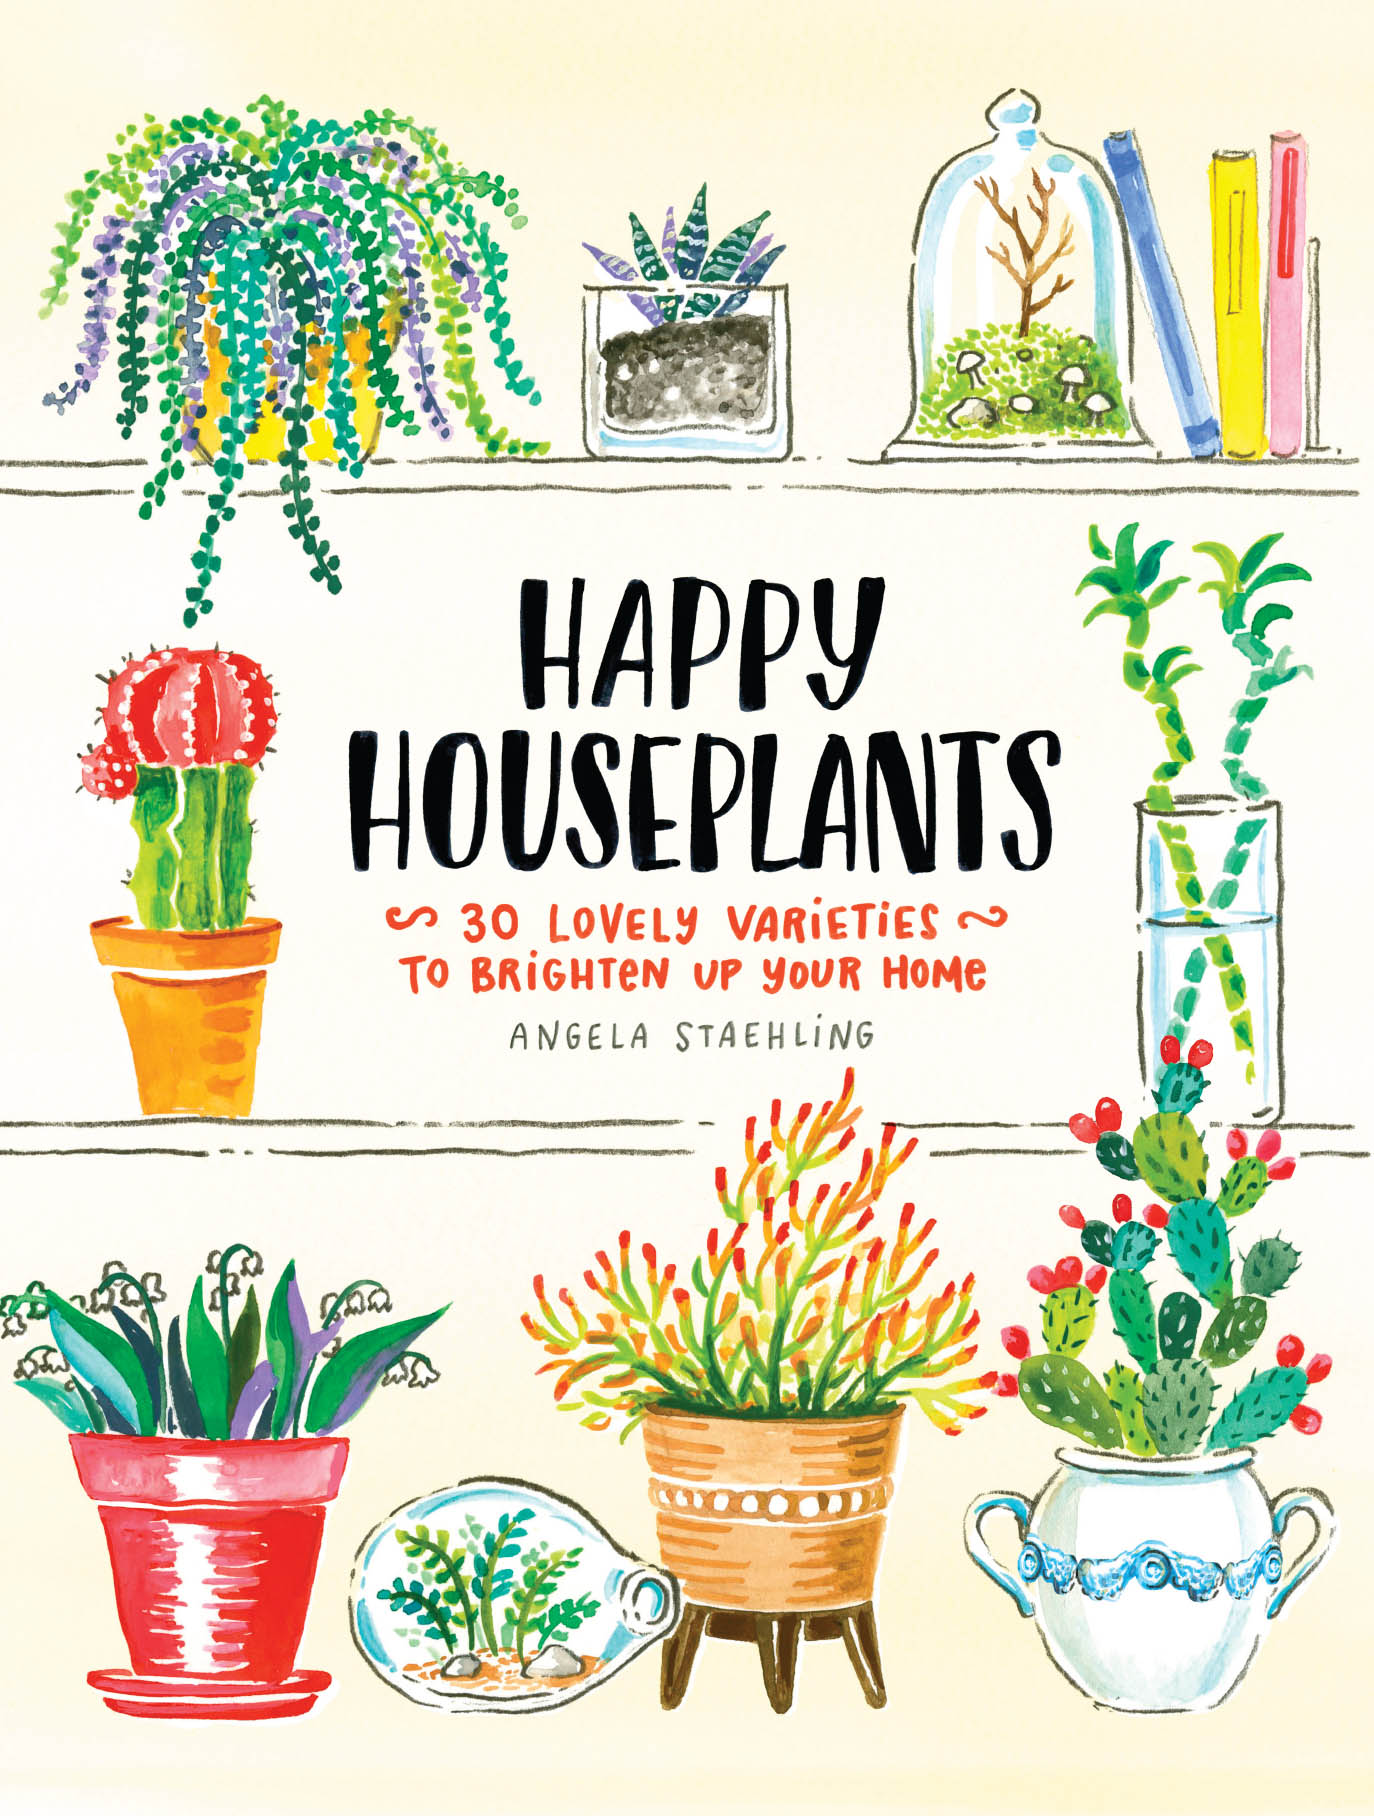 HAPPY
HOUSEPLANTS
30 LOVELY VARIETIES
TO BRIGHTEN UP YOUR HOME
ANGELA STAEHLING